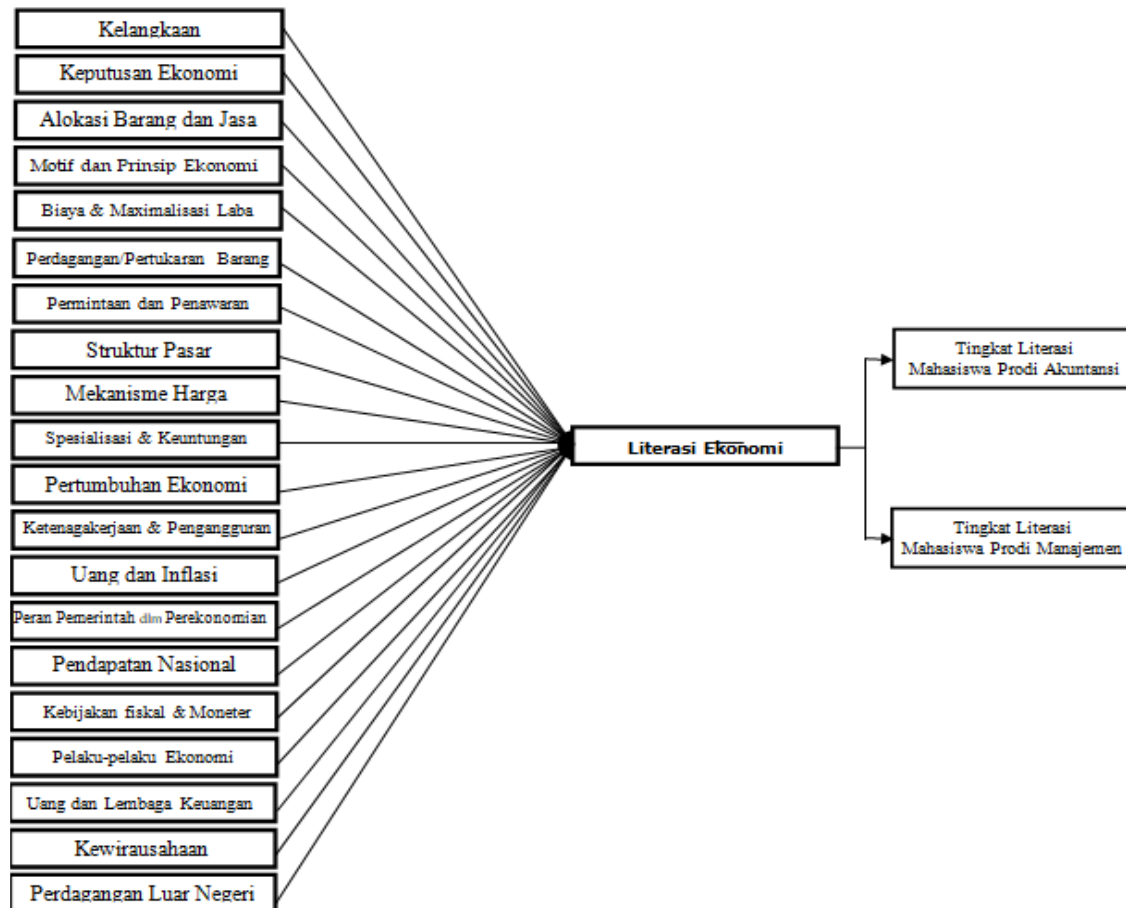 Kelangkaan
Keputusan Ekonomi
Alokasi Barang dan Jasa
Motif dan Prinsip Ekonomi
Biaya & Maximalisasi Laba
Perdagangan/Pertukaran Barang
Permintaan dan Penawaran
Struktur Pasar
Mekanisme Harga
Spesialisasi & Keuntungan
Pertumbuhan Ekonomi
Ketenagakerjaan & Pengangguran
Uang dan Inflasi
Peran Pemerintah dlm Perekonomian
Pendapatan Nasional
Kebijakan fiskal & Moneter
Pelaku-pelaku Ekonomi
Uang dan Lembaga Keuangan
Kewirausahaan
Perdagangan Luar Negeri
Literasi Ekonomi
Tingkat Literasi
Mahasiswa Prodi Akuntansi
Tingkat Literasi
Mahasiswa Prodi Manajemen